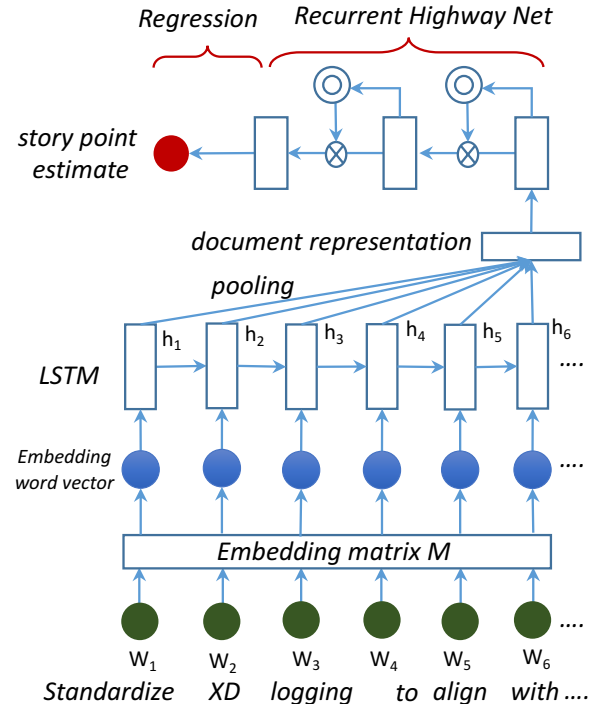 Regression Recurrent Highway Net
story point
estimate
document representation
pooling
h1 h2 h3 h4 h5 h6
LSTM ....
Embedding
word vector ....
Embedding matrix M
....
W1 W2 W3 W4 W5 W6
Standardize XD logging to align with ....